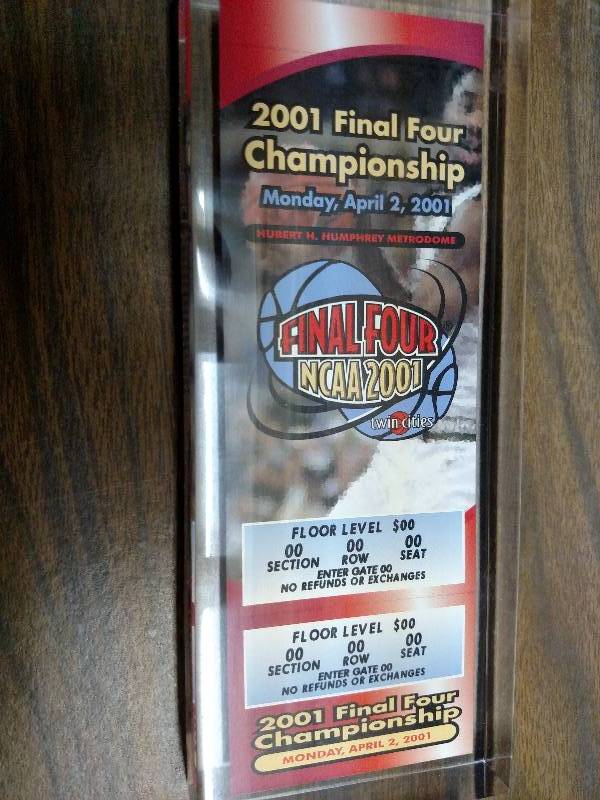 2001 Final Four
Championship
Monday, April 2, 2001
HUBERT H. HUMPHREY METRODOME
FINAL FOUR
NCAA 2001
twin cities
FLOOR LEVEL $00
00 00 00
SECTION ROW SEAT
ENTER GATE 00
NO REFUNDS OR EXCHANGES
FLOOR LEVEL $00
00 00 00
SECTION ROW SEAT
ENTER GATE 00
NO REFUNDS OR EXCHANGES
2001 Final Four
Championship
MONDAY, APRIL 2, 2001